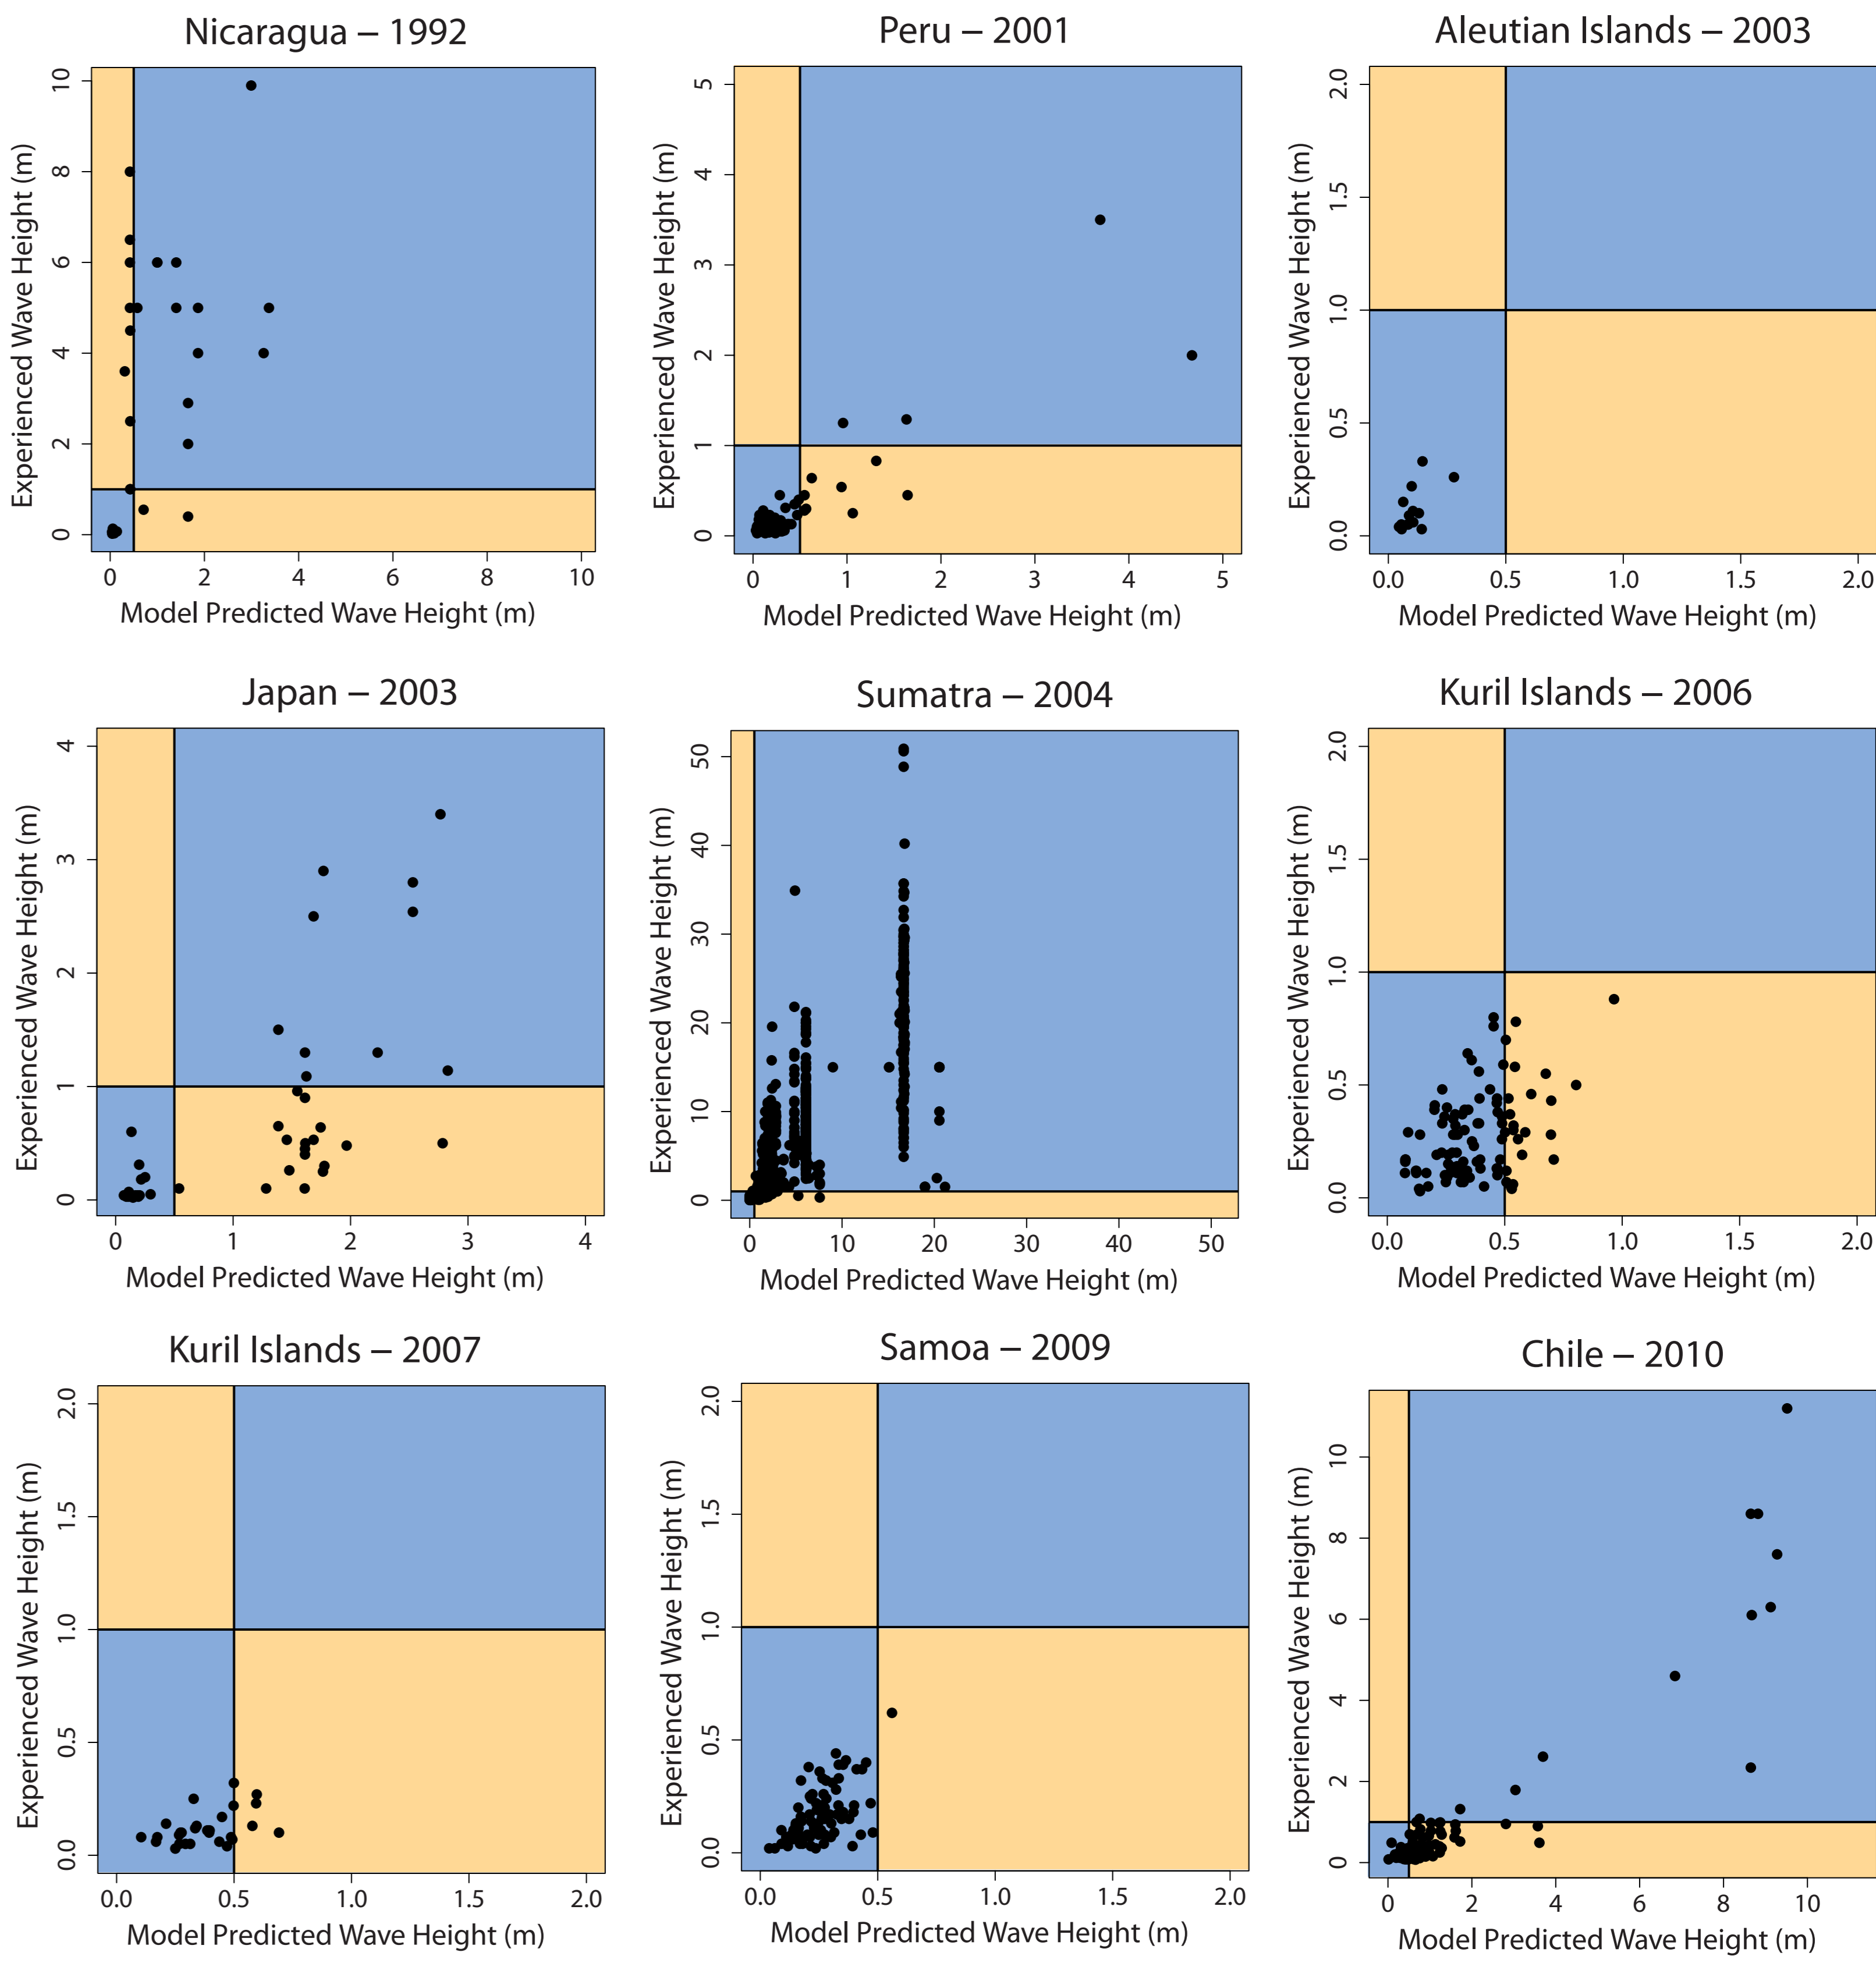 Nicaragua – 1992
Peru – 2001
Aleutian Islands – 2003
Experienced Wave Height (m)
10
8
6
4
2
0
0 2 4 6 8 10
Model Predicted Wave Height (m)
Experienced Wave Height (m)
5
4
3
2
1
0
0 1 2 3 4 5
Model Predicted Wave Height (m)
Experienced Wave Height (m)
2.0
1.5
1.0
0.5
0.0
0.0 0.5 1.0 1.5 2.0
Model Predicted Wave Height (m)
Japan – 2003
Sumatra – 2004
Kuril Islands – 2006
Experienced Wave Height (m)
4
3
2
1
0
0 1 2 3 4
Model Predicted Wave Height (m)
Experienced Wave Height (m)
50
40
30
20
10
0
0 10 20 30 40 50
Model Predicted Wave Height (m)
Experienced Wave Height (m)
2.0
1.5
1.0
0.5
0.0
0.0 0.5 1.0 1.5 2.0
Model Predicted Wave Height (m)
Kuril Islands – 2007
Samoa – 2009
Chile – 2010
Experienced Wave Height (m)
2.0
1.5
1.0
0.5
0.0
0.0 0.5 1.0 1.5 2.0
Model Predicted Wave Height (m)
Experienced Wave Height (m)
2.0
1.5
1.0
0.5
0.0
0.0 0.5 1.0 1.5 2.0
Model Predicted Wave Height (m)
Experienced Wave Height (m)
10
8
6
4
2
0
0 2 4 6 8 10
Model Predicted Wave Height (m)